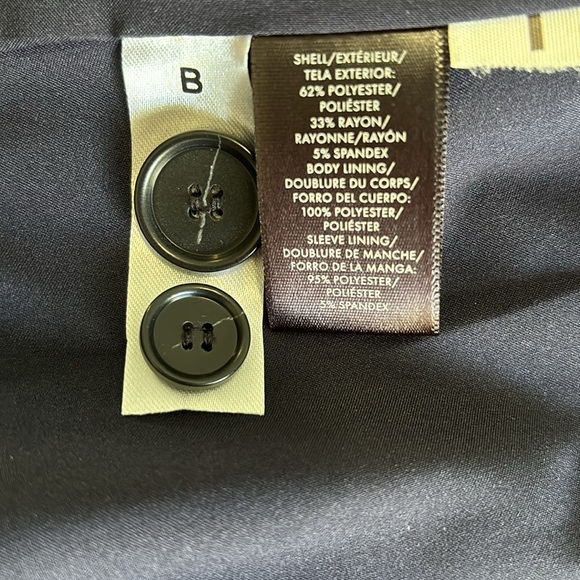 B
SHELL/EXTÉRIEUR/
TELA EXTERIOR:
62% POLYESTER/
POLIÉSTER
33% RAYON/
RAYONNE/RAYÓN
5% SPANDEX
BODY LINING/
DOUBLURE DU CORPS/
FORRO DEL CUERPO:
100% POLYESTER/
POLIÉSTER
SLEEVE LINING/
DOUBLURE DE MANCHE/
FORRO DE LA MANGA:
95% POLYESTER/
POLIÉSTER
5% SPANDEX